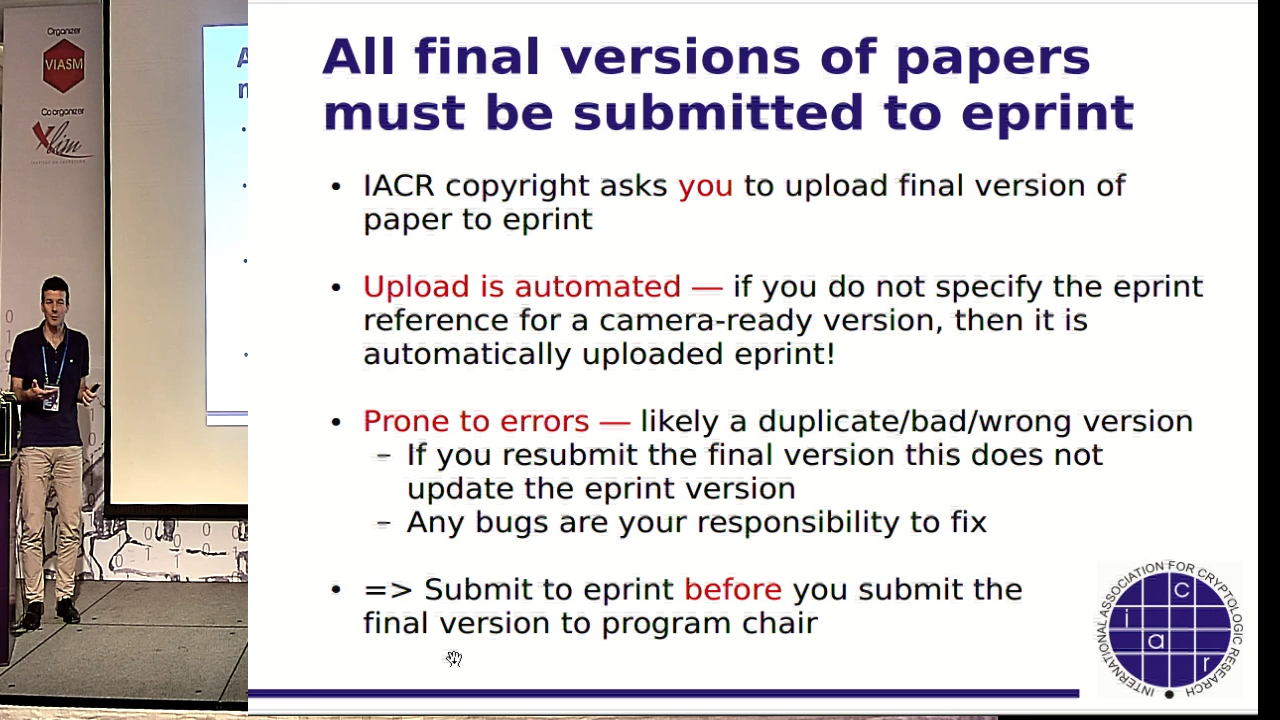 Organizer
VIASM
Co-organizer
Xlim
All final versions of papers
must be submitted to eprint
• IACR copyright asks you to upload final version of
paper to eprint
• Upload is automated — if you do not specify the eprint
reference for a camera-ready version, then it is
automatically uploaded eprint!
• Prone to errors — likely a duplicate/bad/wrong version
– If you resubmit the final version this does not
update the eprint version
– Any bugs are your responsibility to fix
• => Submit to eprint before you submit the
final version to program chair
INTERNATIONAL ASSOCIATION FOR CRYPTOLOGIC RESEARCH
i a c r